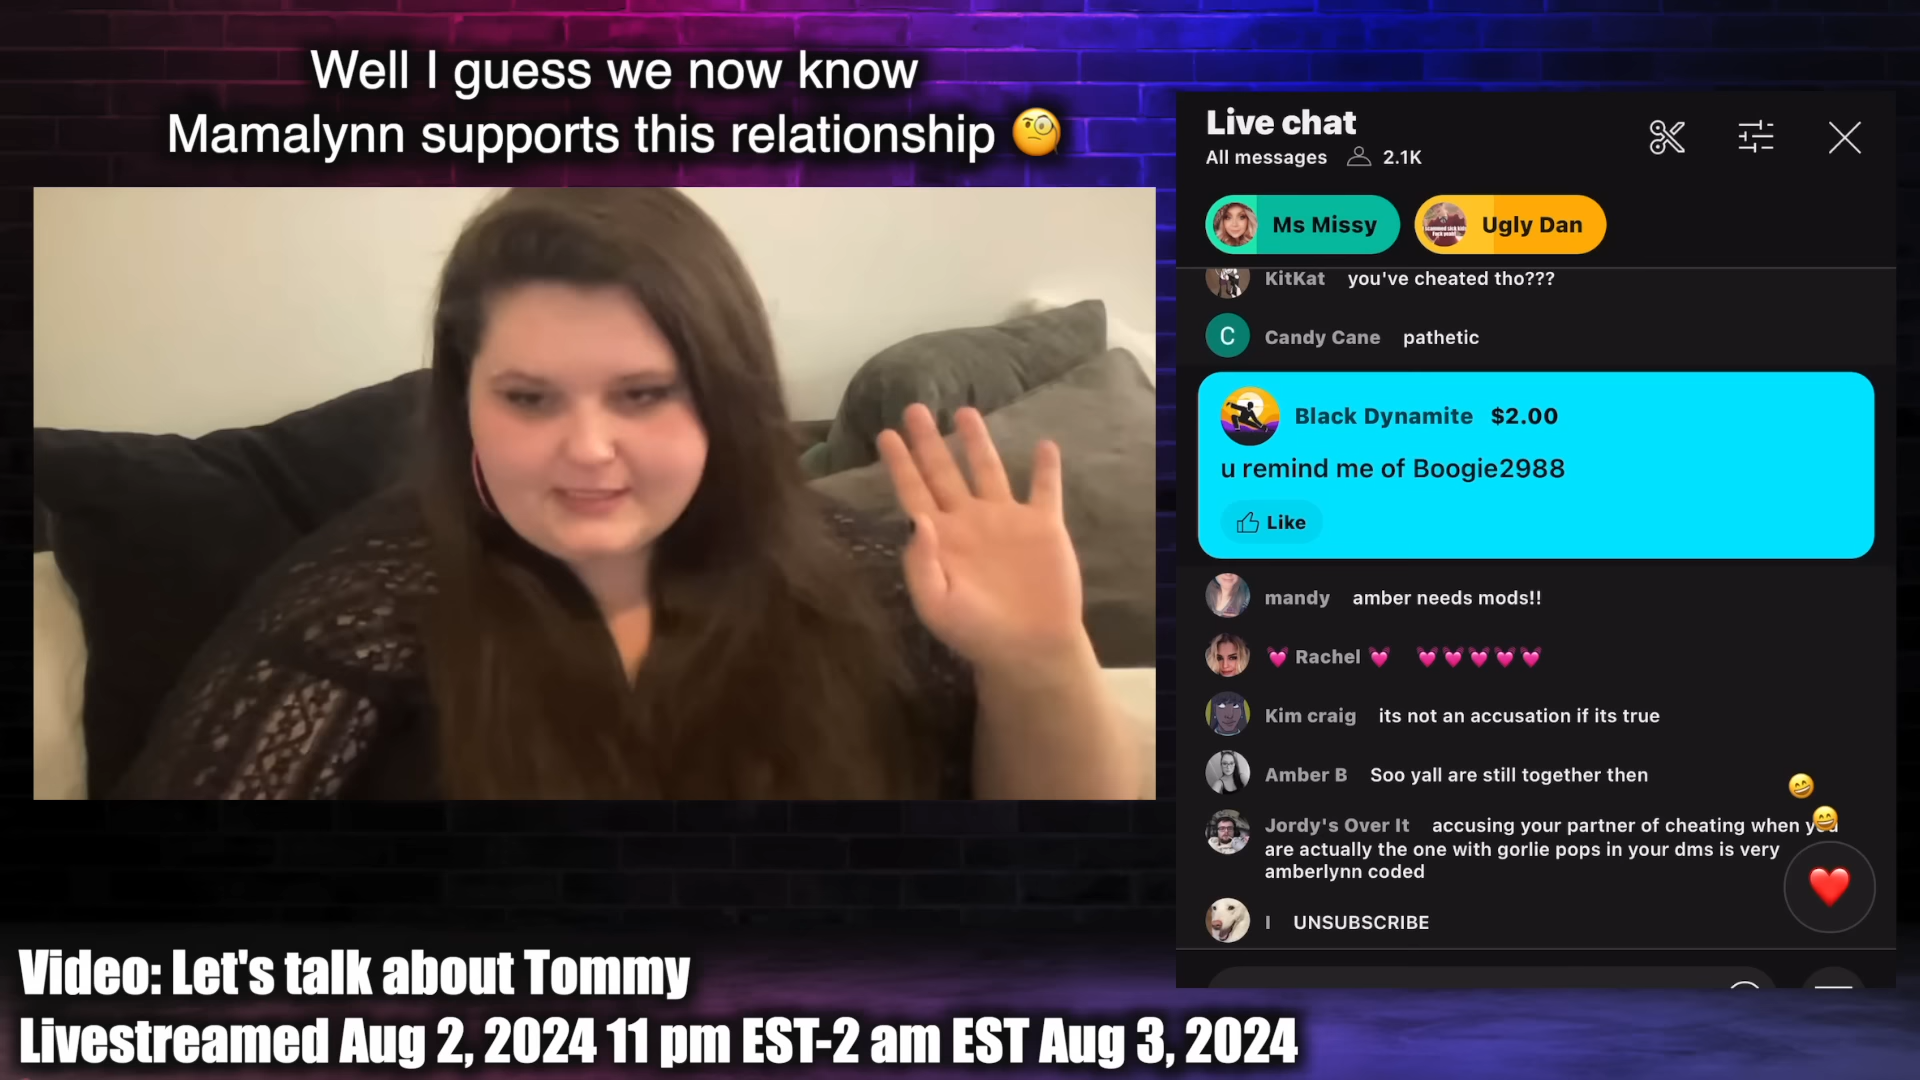 Well I guess we now know
Mamalynn supports this relationship 🧐
Live chat
All messages 2.1K
Ms Missy
Ugly Dan
KitKat you've cheated tho???
C Candy Cane pathetic
Black Dynamite $2.00
u remind me of Boogie2988
Like
mandy amber needs mods!!
💓 Rachel 💓 💓💓💓💓💓
Kim craig its not an accusation if its true
Amber B Soo yall are still together then
Jordy's Over It accusing your partner of cheating when you
are actually the one with gorlie pops in your dms is very
amberlynn coded
I UNSUBSCRIBE
Video: Let's talk about Tommy
Livestreamed Aug 2, 2024 11 pm EST-2 am EST Aug 3, 2024